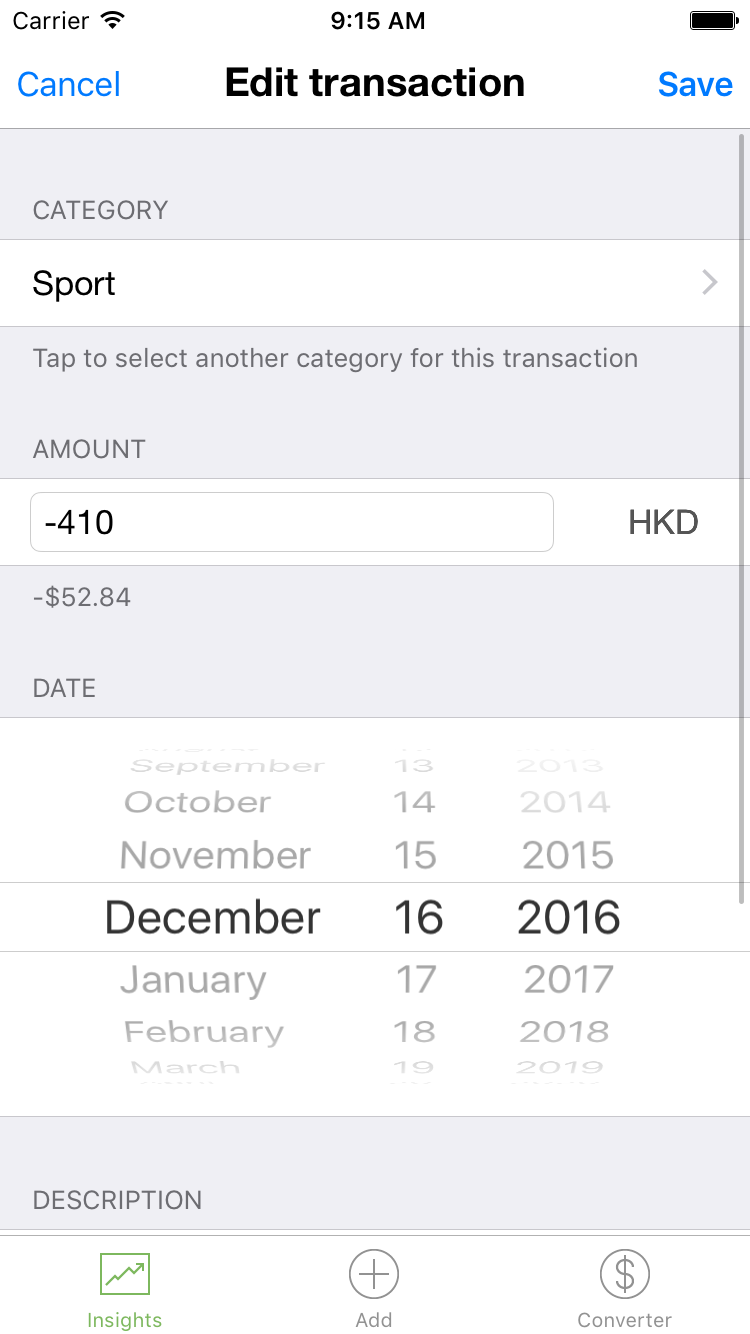 Carrier 9:15 AM
Cancel Edit transaction Save
CATEGORY
Sport
Tap to select another category for this transaction
AMOUNT
-410 HKD
-$52.84
DATE
September 13 2013
October 14 2014
November 15 2015
December 16 2016
January 17 2017
February 18 2018
March 19 2019
DESCRIPTION
Insights Add Converter